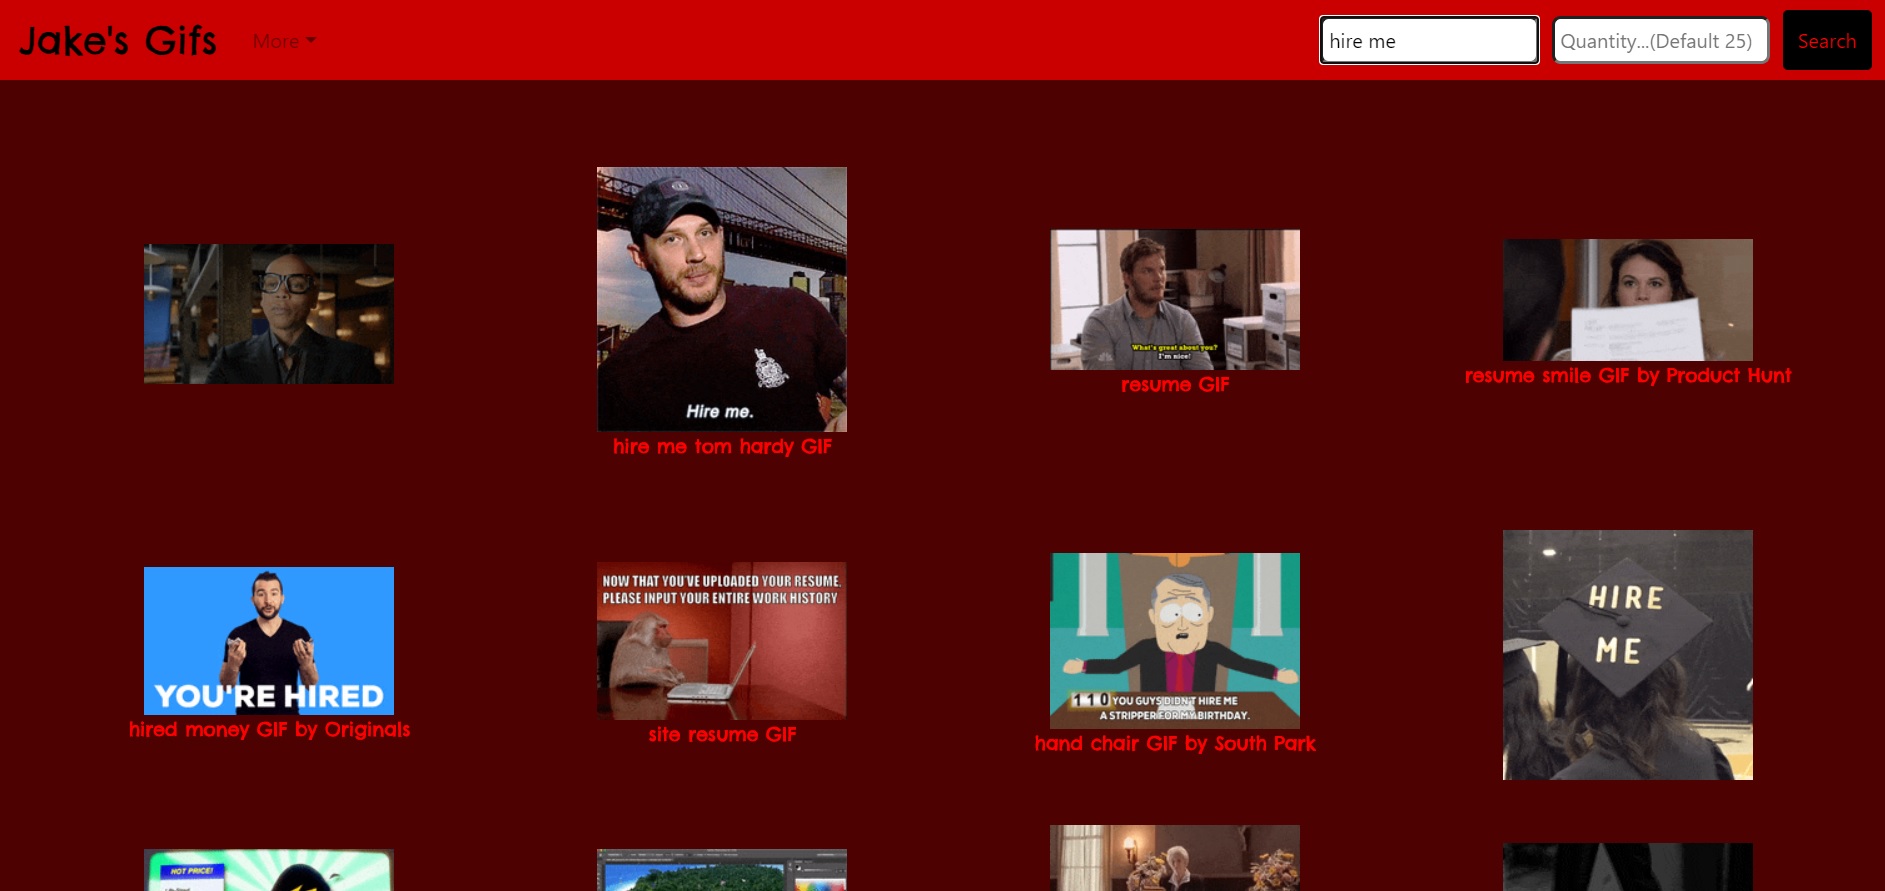 Jake's Gifs
More
hire me
Quantity...(Default 25)
Search
Hire me.
hire me tom hardy GIF
What's great about you?
I'm nice!
resume GIF
resume smile GIF by Product Hunt
YOU'RE HIRED
hired money GIF by Originals
NOW THAT YOU'VE UPLOADED YOUR RESUME,
PLEASE INPUT YOUR ENTIRE WORK HISTORY
site resume GIF
110
YOU GUYS DIDN'T HIRE ME
A STRIPPER FOR MY BIRTHDAY.
hand chair GIF by South Park
HIRE
ME
HOT PRICE!